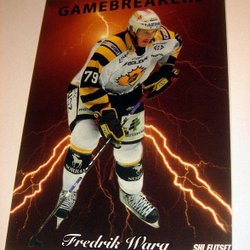 GAMEBREAKERS
79
Fredrik Warg
SHL ELITSET